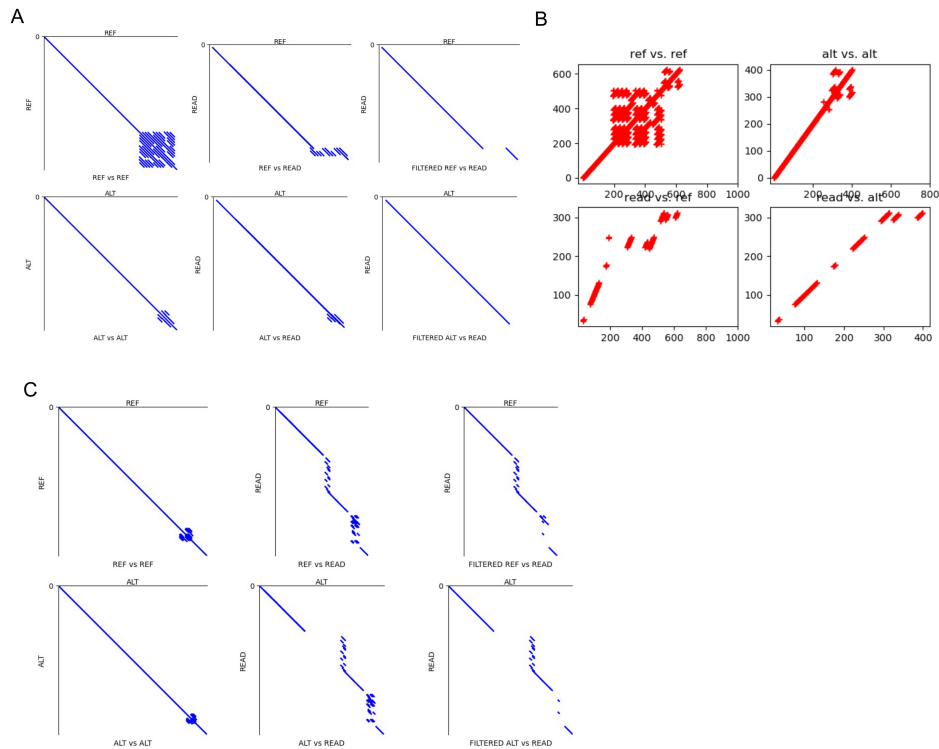 A
REF
0
REF
REF vs REF
REF
0
READ
REF vs READ
REF
0
READ
FILTERED REF vs READ
ALT
0
ALT
ALT vs ALT
ALT
0
READ
ALT vs READ
ALT
0
READ
FILTERED ALT vs READ
B
ref vs. ref
600
400
200
0
200 400 600 800 1000
alt vs. alt
400
300
200
100
0
200 400 600 800
read vs. ref
300
200
100
0 200 400 600 800 1000
read vs. alt
300
200
100
0 100 200 300 400
C
REF
0
REF
REF vs REF
REF
0
READ
REF vs READ
REF
0
READ
FILTERED REF vs READ
ALT
0
ALT
ALT vs ALT
ALT
0
READ
ALT vs READ
ALT
0
READ
FILTERED ALT vs READ